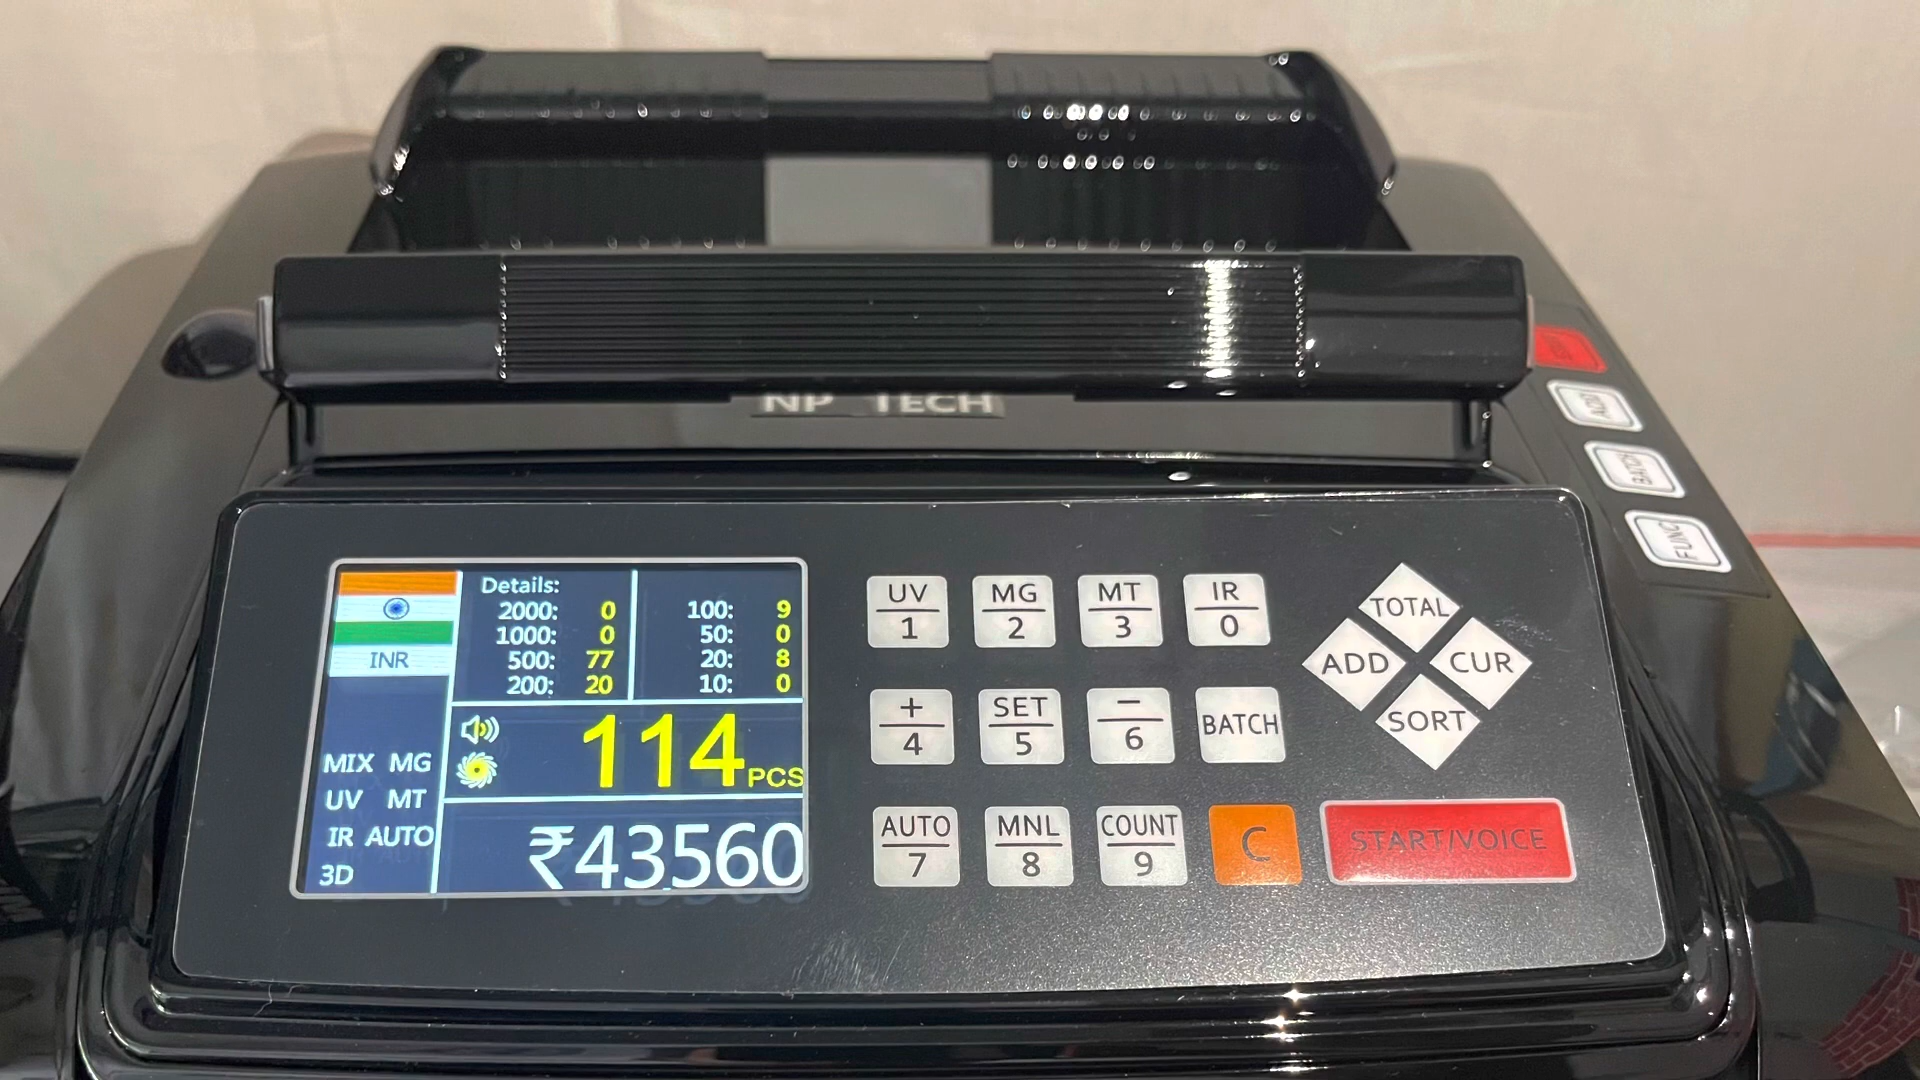 NP TECH
Details:
2000: 0
1000: 0
500: 77
200: 20
100: 9
50: 0
20: 8
10: 0
INR
MIX MG
UV MT
IR AUTO
3D
114 PCS
₹43560
UV MG MT IR
1 2 3 0
+ SET −
4 5 6 BATCH
AUTO MNL COUNT
7 8 9 C
TOTAL
ADD CUR
SORT
START/VOICE
ADD
BATCH
FUNC